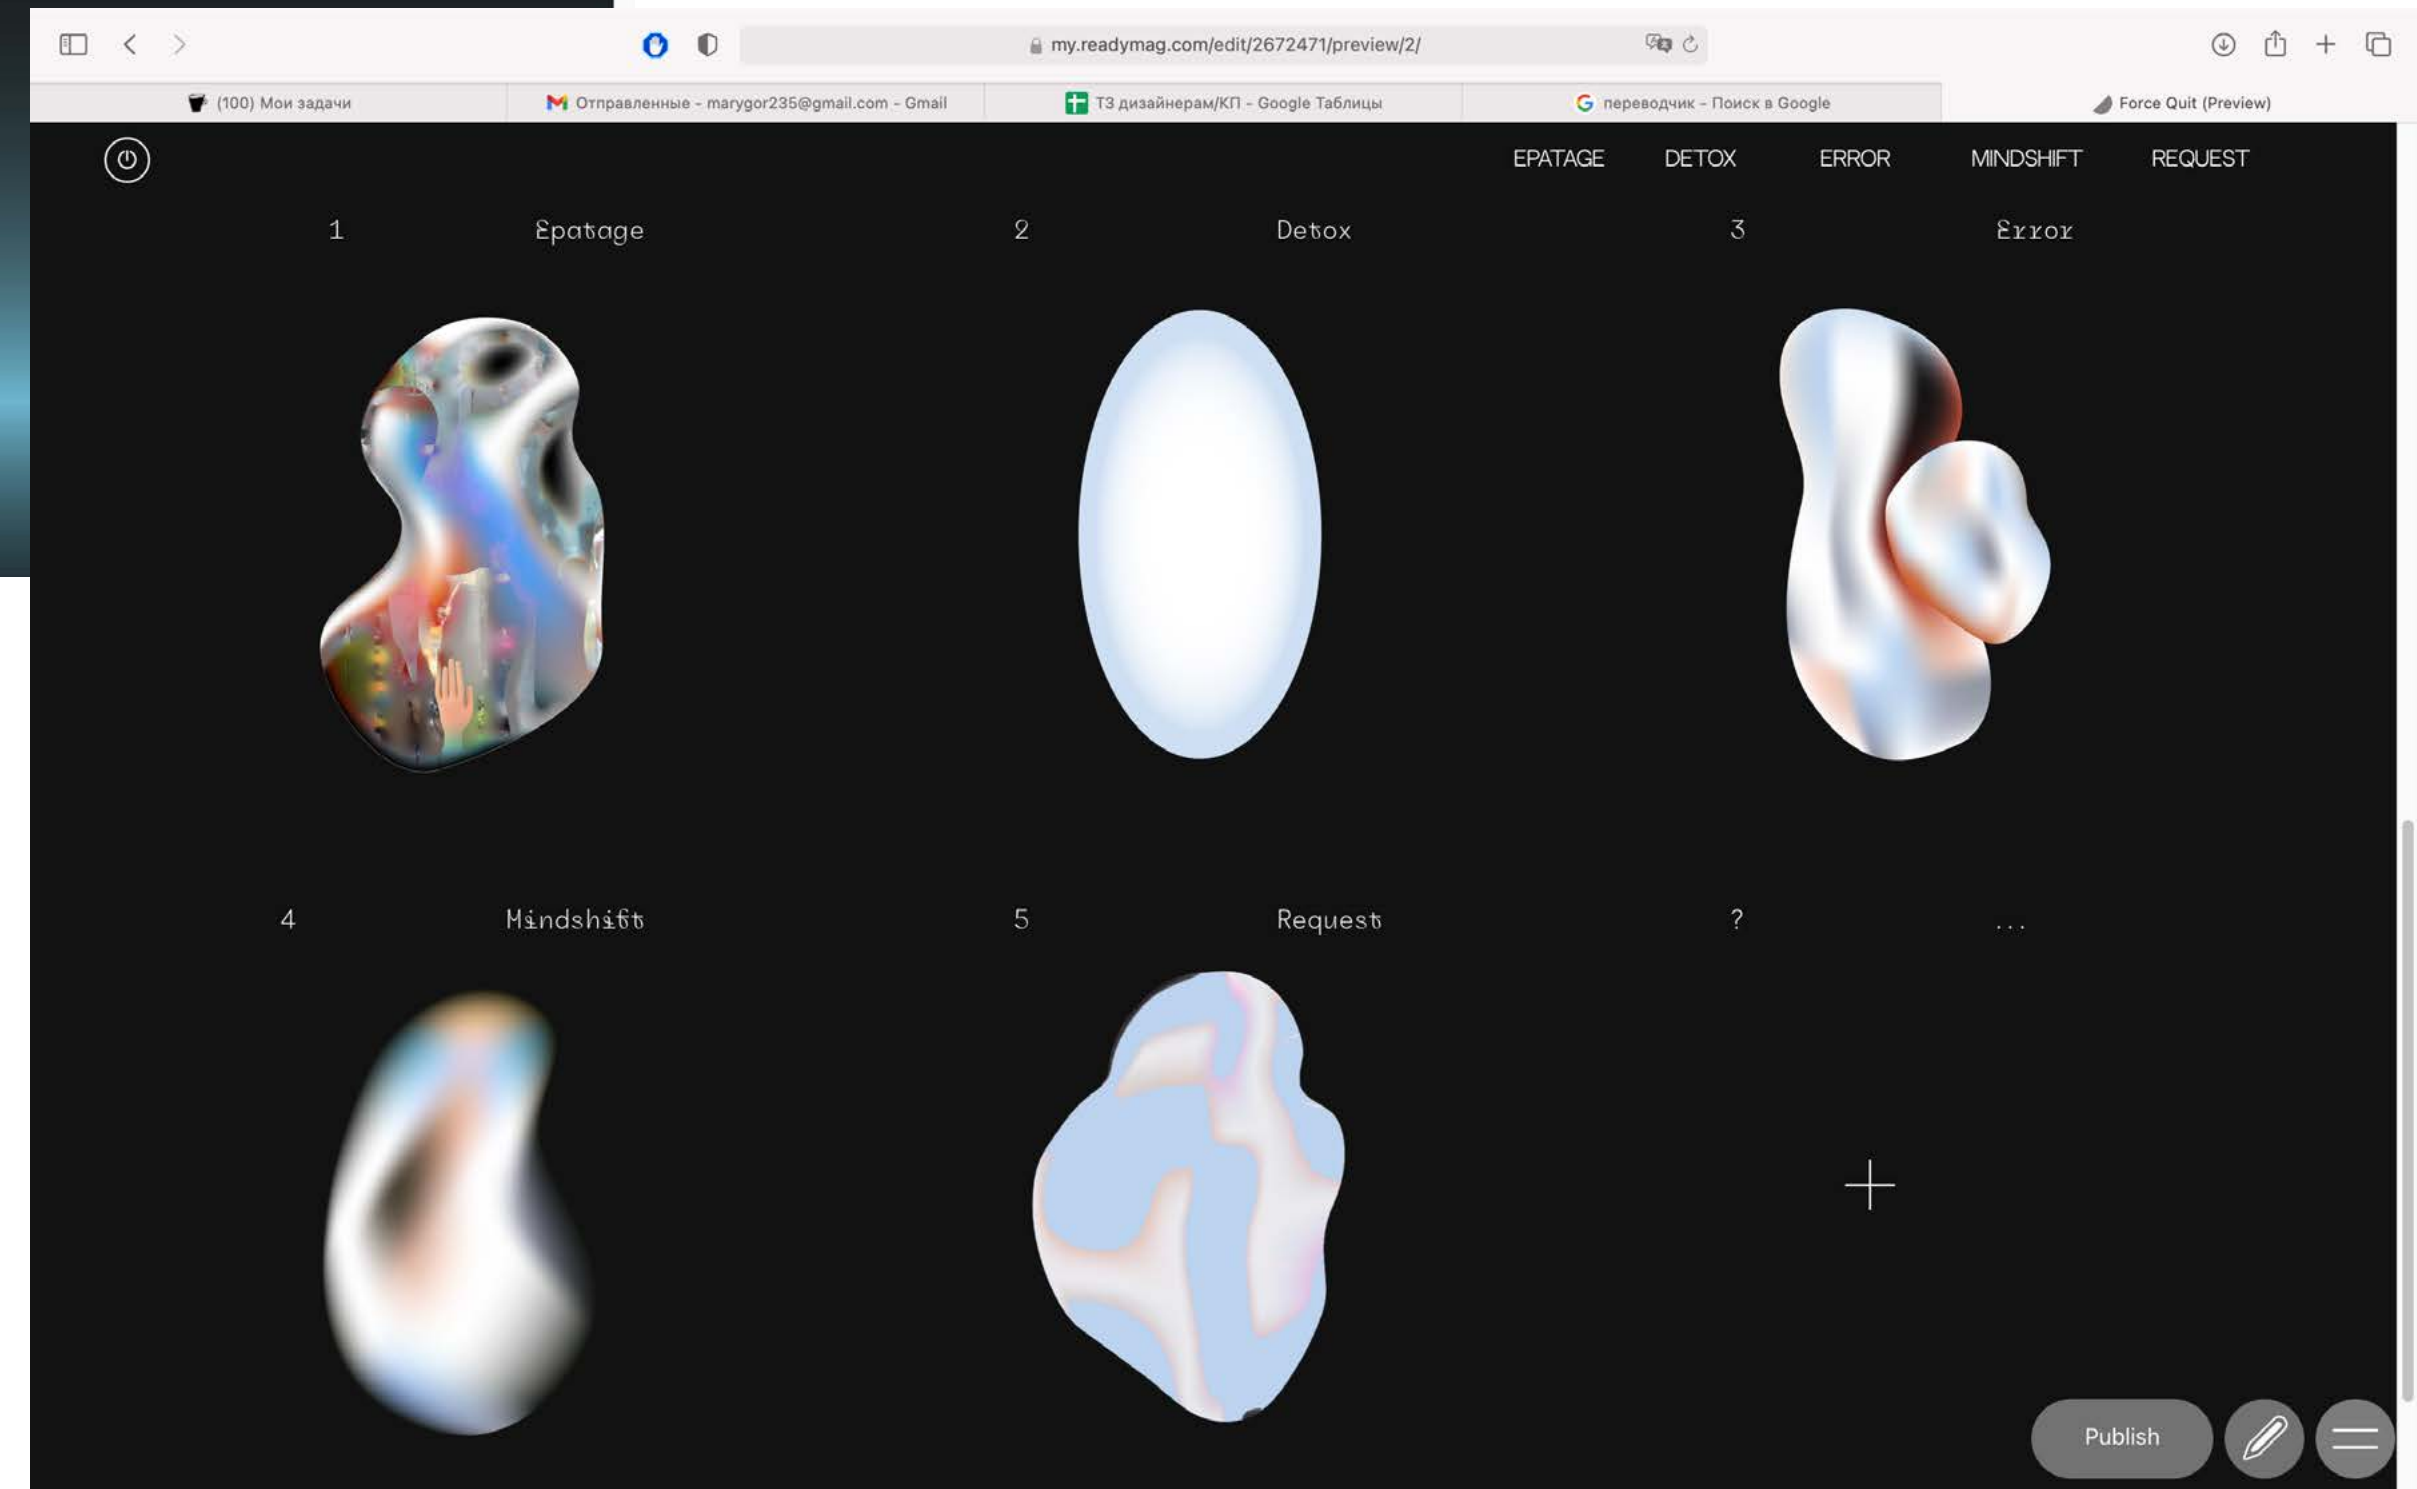 my.readymag.com/edit/2672471/preview/2/
(100) Мои задачи
Отправленные - marygor235@gmail.com - Gmail
ТЗ дизайнерам/КП - Google Таблицы
переводчик - Поиск в Google
Force Quit (Preview)
EPATAGE DETOX ERROR MINDSHIFT REQUEST
1 Epatage 2 Detox 3 Error
4 Mindshift 5 Request ? ...
Publish